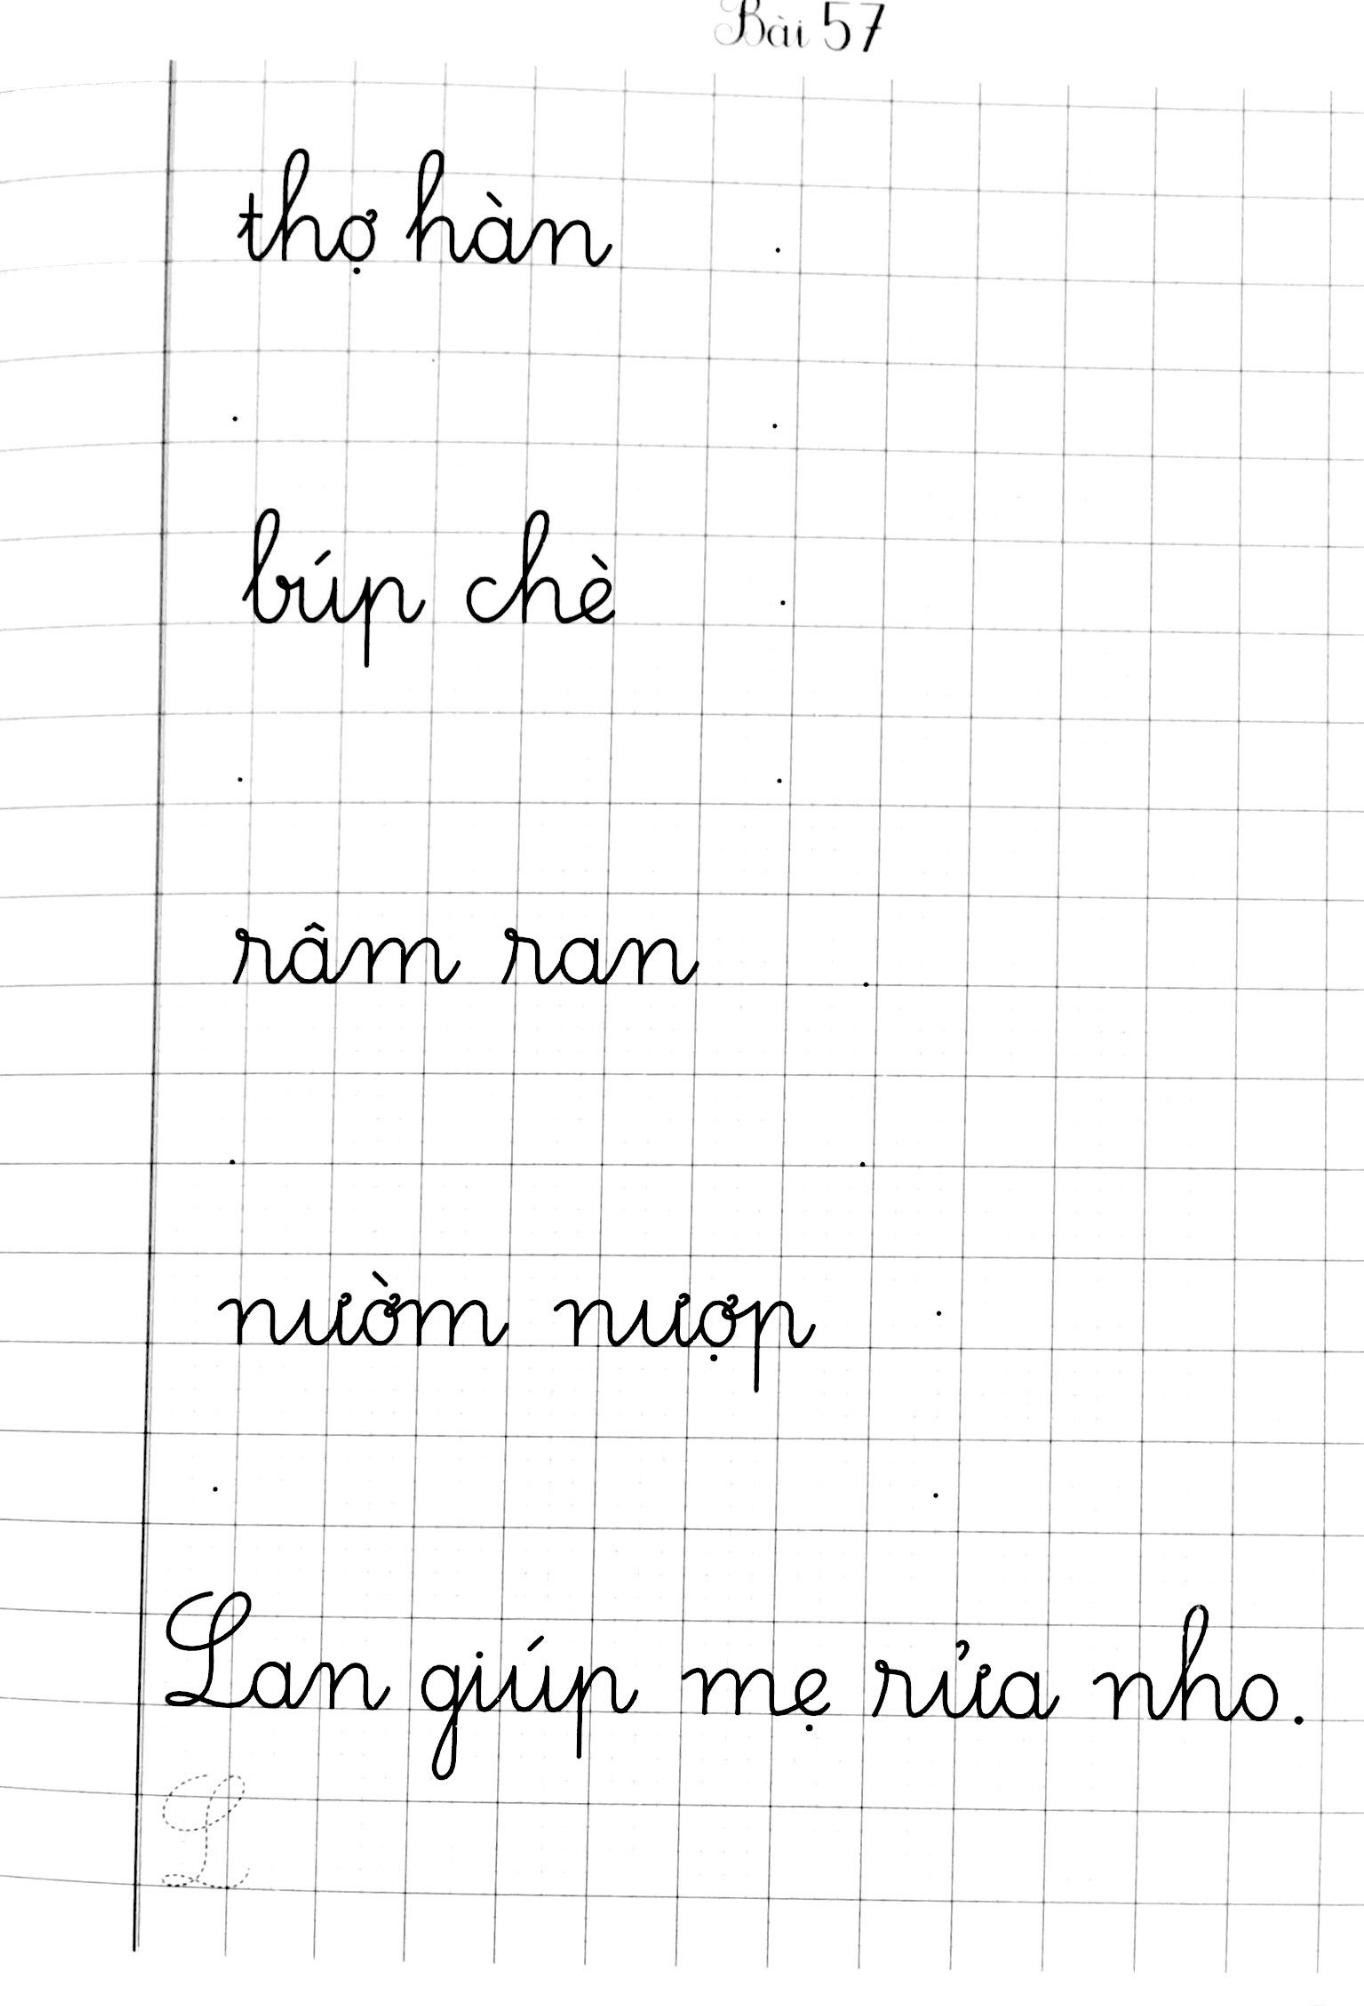 Bài 57
thợ hàn
búp chè
râm ran
nườm nượp
Lan giúp mẹ rửa nho.
L